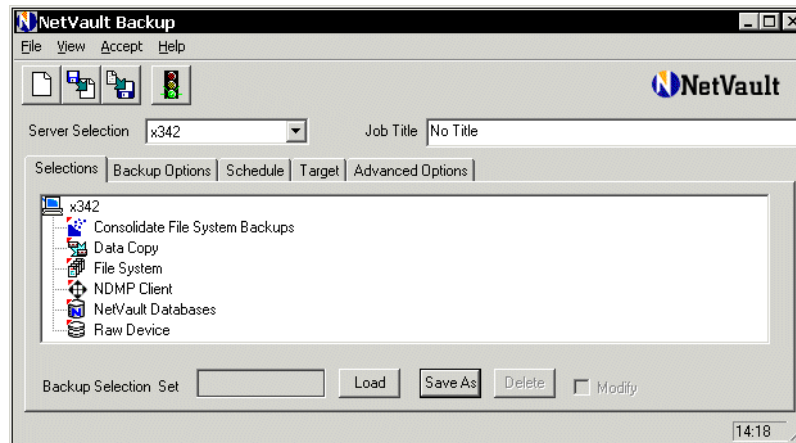 NetVault Backup
File View Accept Help
NetVault
Server Selection x342 Job Title No Title
Selections Backup Options Schedule Target Advanced Options
x342
Consolidate File System Backups
Data Copy
File System
NDMP Client
NetVault Databases
Raw Device
Backup Selection Set Load Save As Delete Modify
14:18